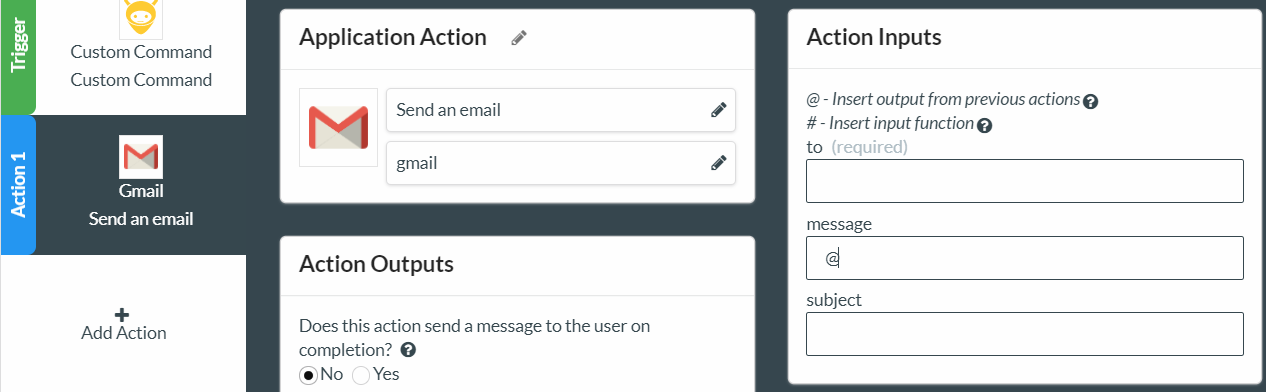 Trigger
Custom Command
Custom Command
Action 1
Gmail
Send an email
Add Action
Application Action
Send an email
gmail
Action Outputs
Does this action send a message to the user on
completion?
No Yes
Action Inputs
@ - Insert output from previous actions
# - Insert input function
to (required)
message
@
subject